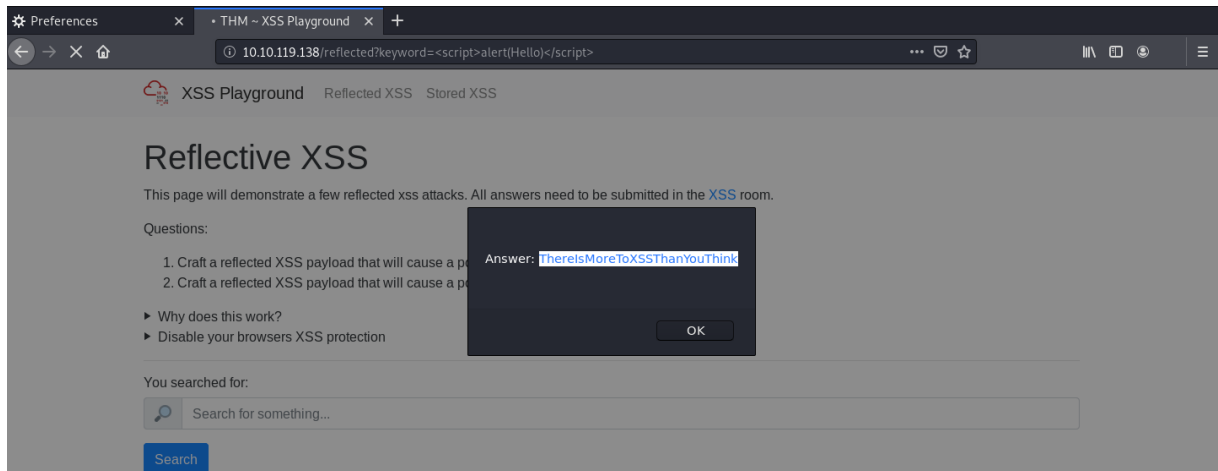 Preferences × • THM ~ XSS Playground × +
10.10.119.138/reflected?keyword=<script>alert(Hello)</script>
XSS Playground Reflected XSS Stored XSS
Reflective XSS
This page will demonstrate a few reflected xss attacks. All answers need to be submitted in the XSS room.
Questions:
1. Craft a reflected XSS payload that will cause a po
2. Craft a reflected XSS payload that will cause a po
Answer: ThereIsMoreToXSSThanYouThink
OK
Why does this work?
Disable your browsers XSS protection
You searched for:
Search for something...
Search